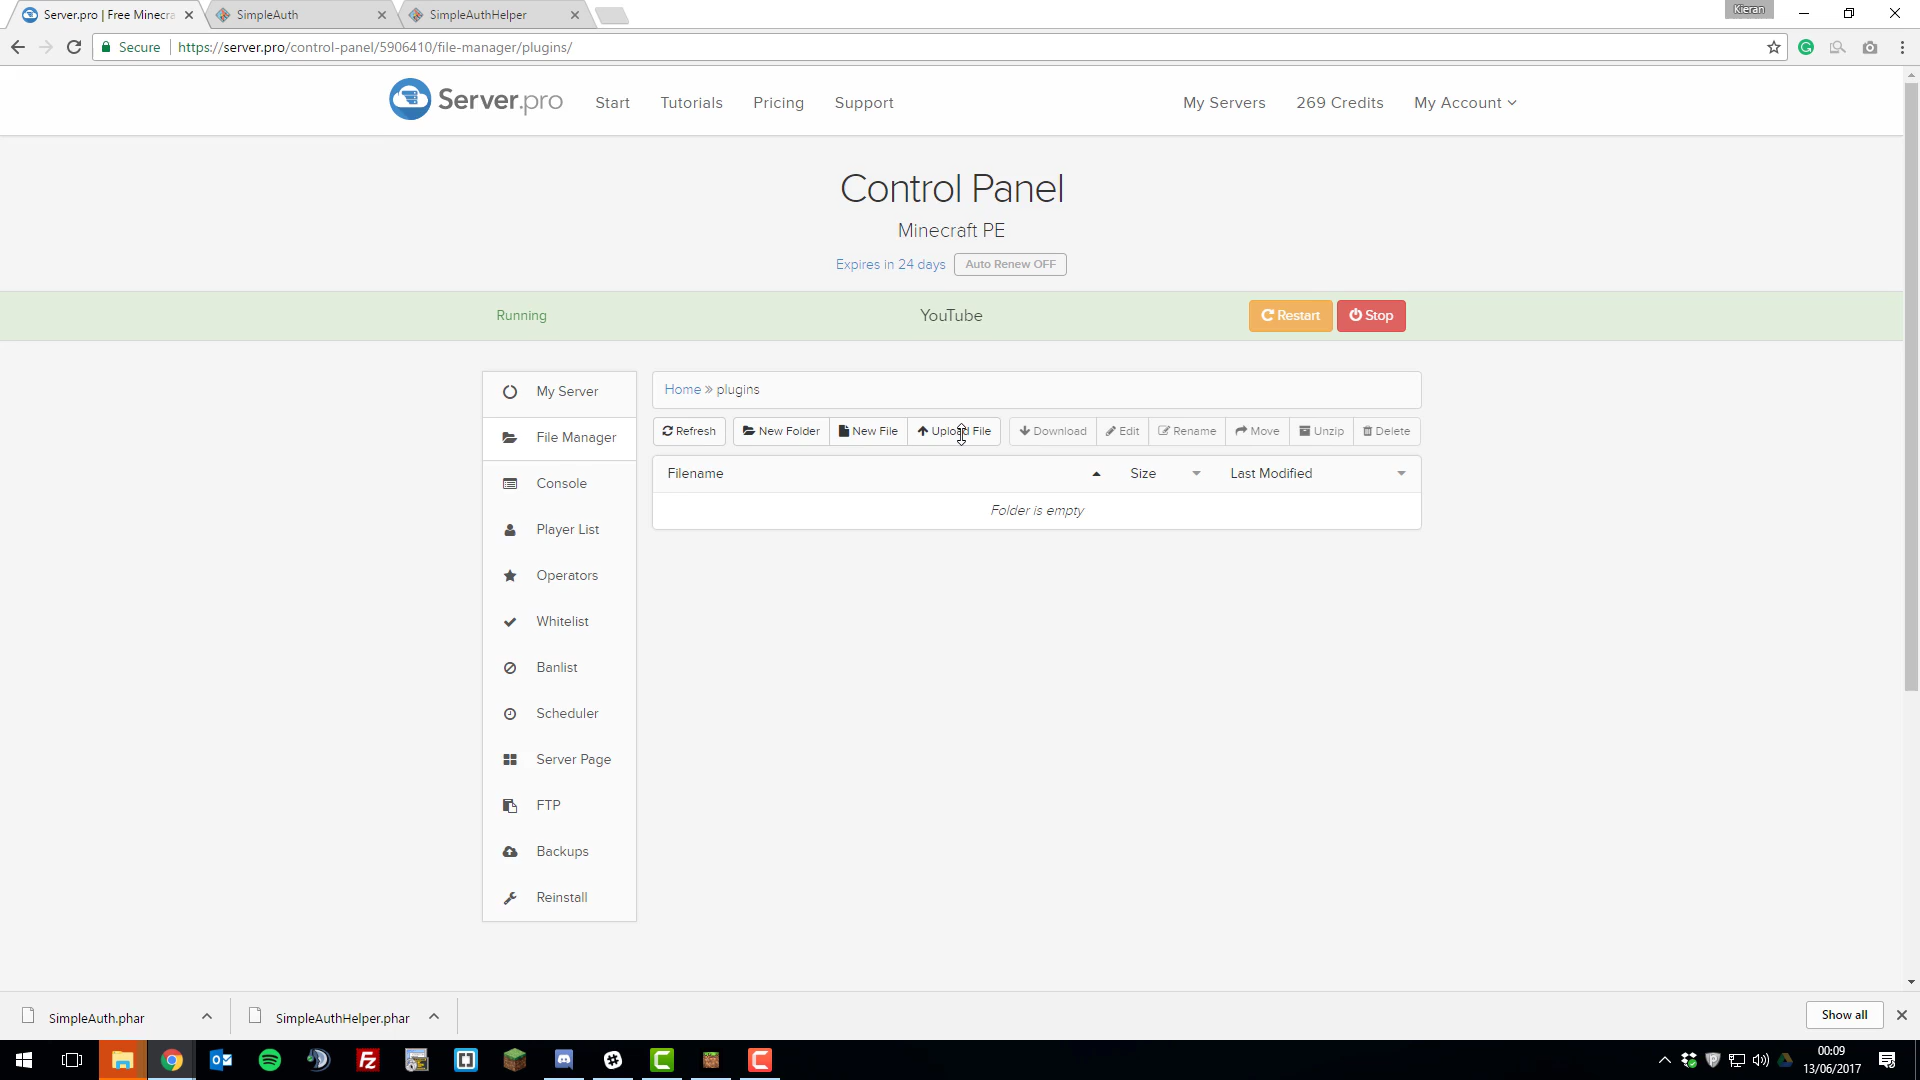 Server.pro | Free Minecra
SimpleAuth
SimpleAuthHelper
Kieran
Secure
https://server.pro/control-panel/5906410/file-manager/plugins/
Server.pro
Start
Tutorials
Pricing
Support
My Servers
269 Credits
My Account
Control Panel
Minecraft PE
Expires in 24 days
Auto Renew OFF
Running
YouTube
Restart
Stop
My Server
File Manager
Console
Player List
Operators
Whitelist
Banlist
Scheduler
Server Page
FTP
Backups
Reinstall
Home » plugins
Refresh
New Folder
New File
Upload File
Download
Edit
Rename
Move
Unzip
Delete
Filename
Size
Last Modified
Folder is empty
SimpleAuth.phar
SimpleAuthHelper.phar
Show all
00:09
13/06/2017